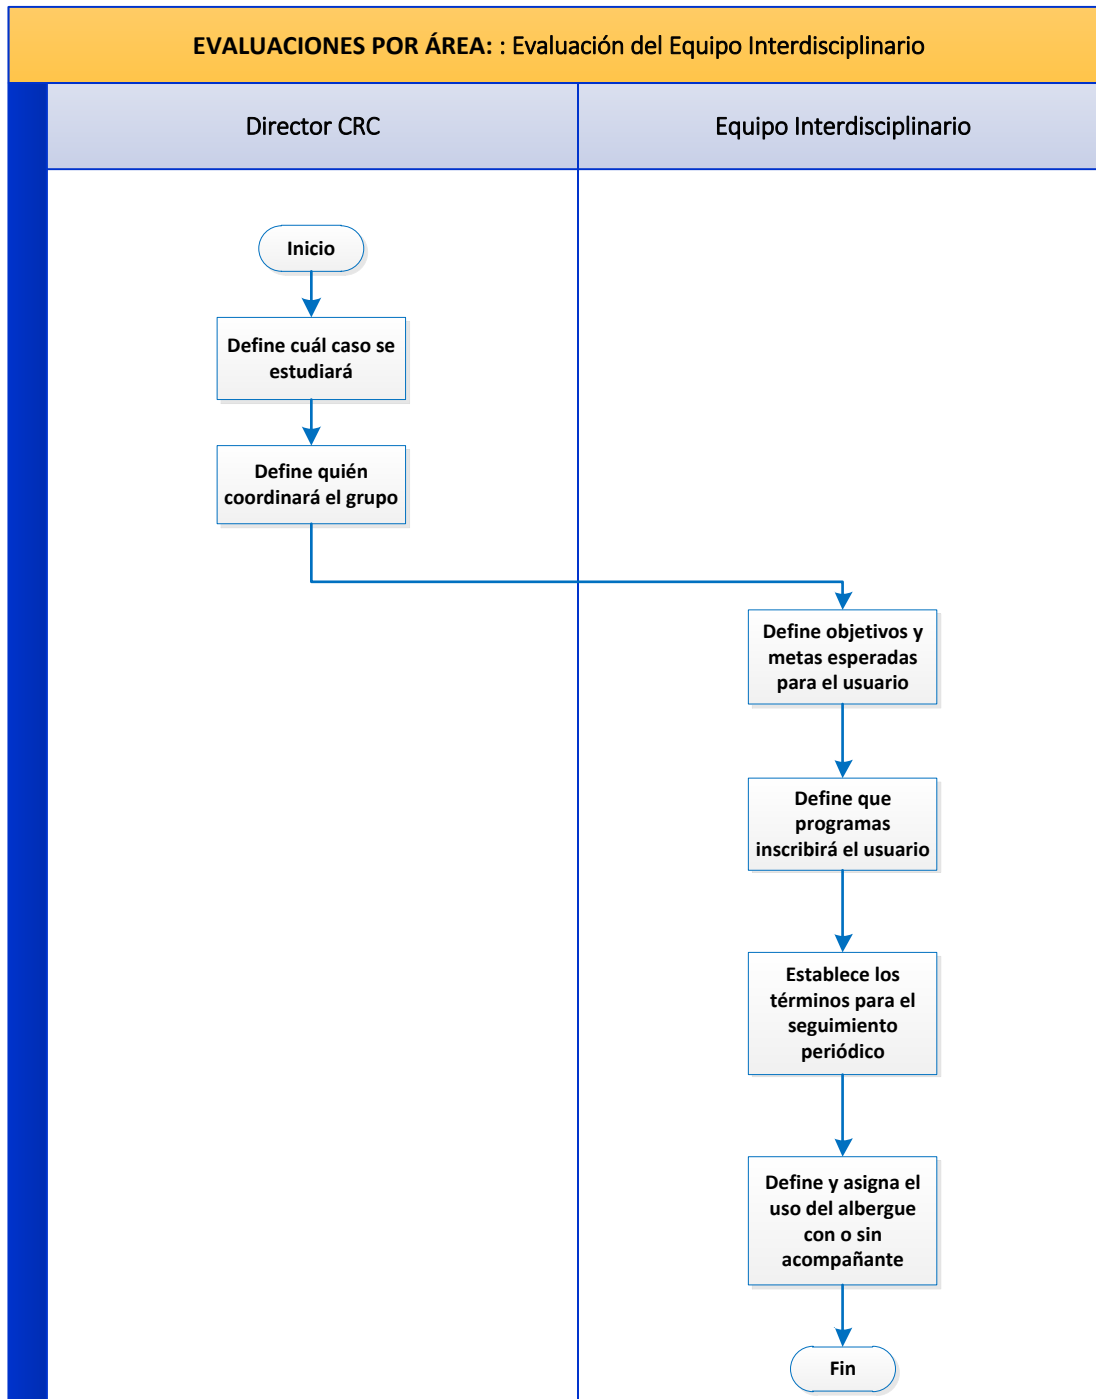 EVALUACIONES POR ÁREA: : Evaluación del Equipo Interdisciplinario
Director CRC
Equipo Interdisciplinario
Inicio
Define cuál caso se
estudiará
Define quién
coordinará el grupo
Define objetivos y
metas esperadas
para el usuario
Define que
programas
inscribirá el usuario
Establece los
términos para el
seguimiento
periódico
Define y asigna el
uso del albergue
con o sin
acompañante
Fin